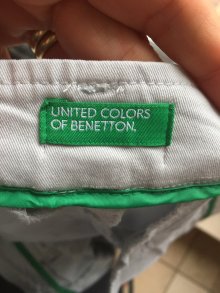 UNITED COLORS
OF BENETTON.